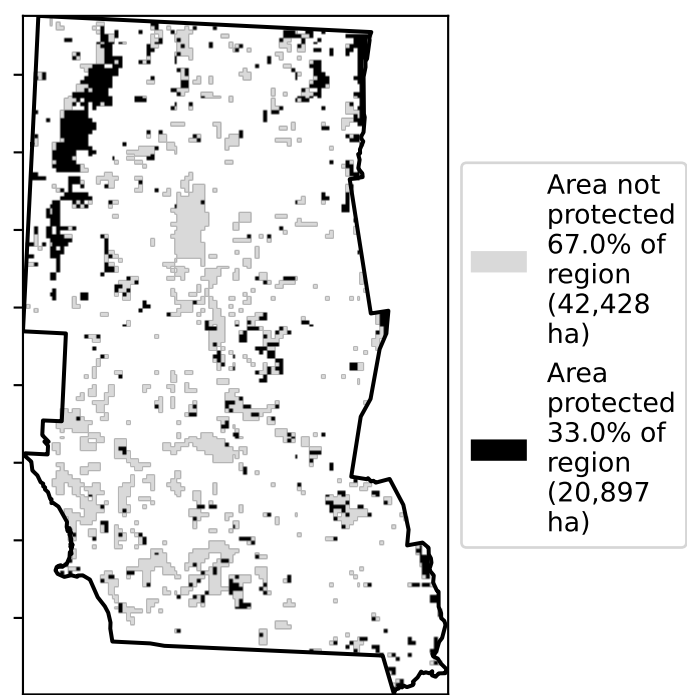 Area not
protected
67.0% of
region
(42,428
ha)
Area
protected
33.0% of
region
(20,897
ha)